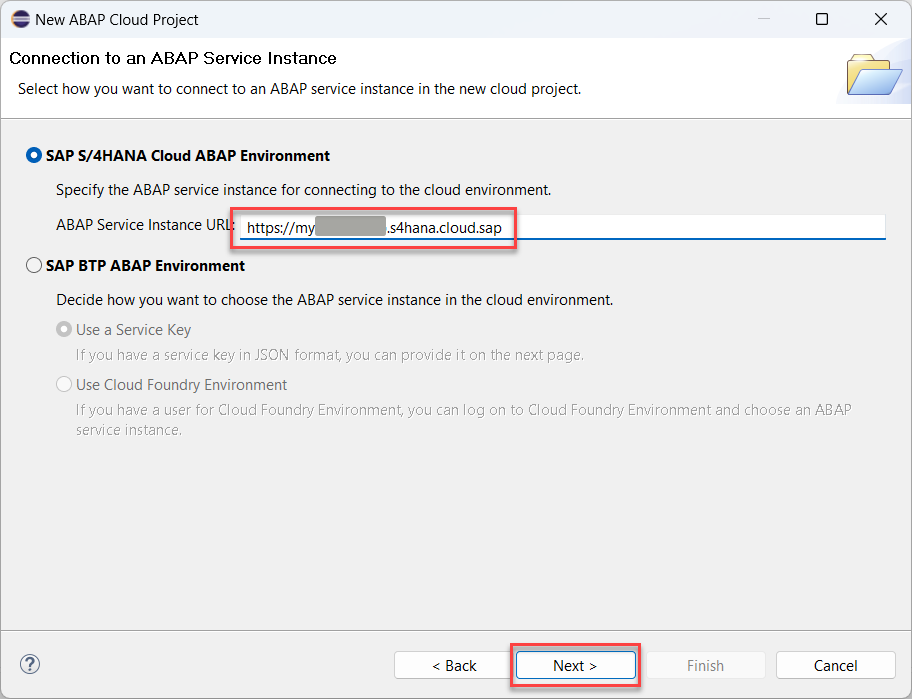 New ABAP Cloud Project
Connection to an ABAP Service Instance
Select how you want to connect to an ABAP service instance in the new cloud project.
SAP S/4HANA Cloud ABAP Environment
Specify the ABAP service instance for connecting to the cloud environment.
ABAP Service Instance URL: https://my .s4hana.cloud.sap
SAP BTP ABAP Environment
Decide how you want to choose the ABAP service instance in the cloud environment.
Use a Service Key
If you have a service key in JSON format, you can provide it on the next page.
Use Cloud Foundry Environment
If you have a user for Cloud Foundry Environment, you can log on to Cloud Foundry Environment and choose an ABAP
service instance.
? < Back Next > Finish Cancel